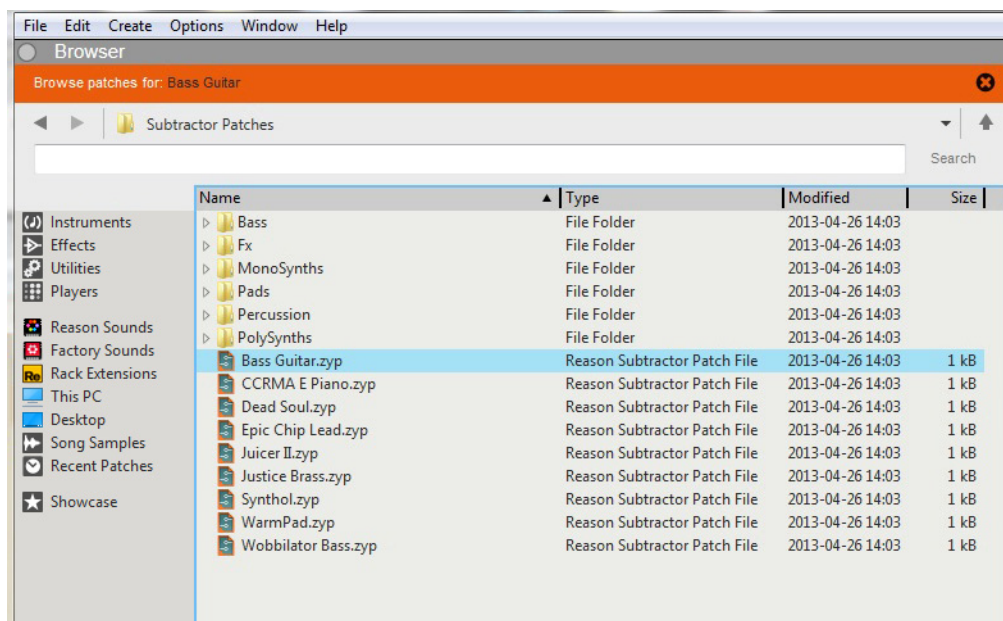 File Edit Create Options Window Help
Browser
Browse patches for: Bass Guitar
Subtractor Patches
Search
Name Type Modified Size
Instruments
Effects
Utilities
Players
Reason Sounds
Factory Sounds
Re Rack Extensions
This PC
Desktop
Song Samples
Recent Patches
Showcase
Bass File Folder 2013-04-26 14:03
Fx File Folder 2013-04-26 14:03
MonoSynths File Folder 2013-04-26 14:03
Pads File Folder 2013-04-26 14:03
Percussion File Folder 2013-04-26 14:03
PolySynths File Folder 2013-04-26 14:03
Bass Guitar.zyp Reason Subtractor Patch File 2013-04-26 14:03 1 kB
CCRMA E Piano.zyp Reason Subtractor Patch File 2013-04-26 14:03 1 kB
Dead Soul.zyp Reason Subtractor Patch File 2013-04-26 14:03 1 kB
Epic Chip Lead.zyp Reason Subtractor Patch File 2013-04-26 14:03 1 kB
Juicer II.zyp Reason Subtractor Patch File 2013-04-26 14:03 1 kB
Justice Brass.zyp Reason Subtractor Patch File 2013-04-26 14:03 1 kB
Synthol.zyp Reason Subtractor Patch File 2013-04-26 14:03 1 kB
WarmPad.zyp Reason Subtractor Patch File 2013-04-26 14:03 1 kB
Wobbilator Bass.zyp Reason Subtractor Patch File 2013-04-26 14:03 1 kB